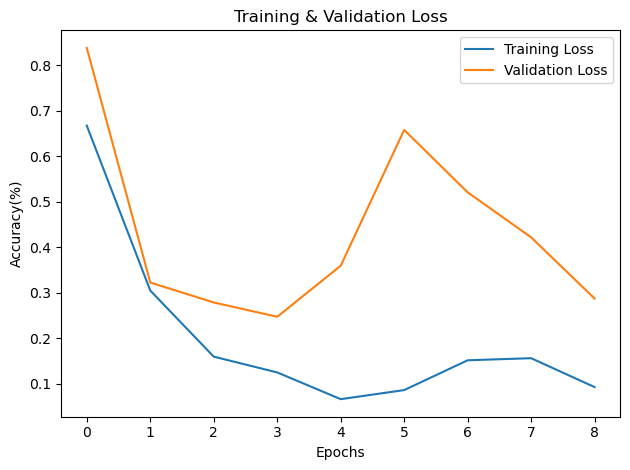 Training & Validation Loss
Training Loss
Validation Loss
Accuracy(%)
0.8
0.7
0.6
0.5
0.4
0.3
0.2
0.1
0 1 2 3 4 5 6 7 8
Epochs